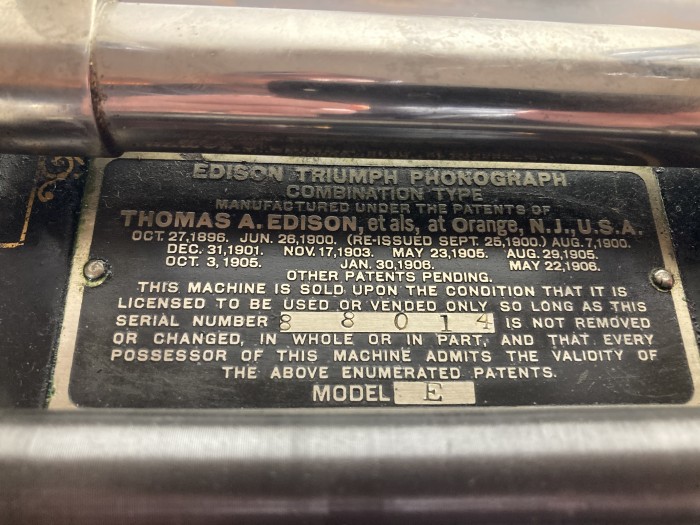 EDISON TRIUMPH PHONOGRAPH
COMBINATION TYPE
MANUFACTURED UNDER THE PATENTS OF
THOMAS A. EDISON, et als, at Orange, N.J., U.S.A.
OCT. 27, 1896. JUN. 26, 1900. (RE-ISSUED SEPT. 25, 1900.) AUG. 7, 1900.
DEC. 31, 1901. NOV. 17, 1903. MAY 23, 1905. AUG. 29, 1905.
OCT. 3, 1905. JAN. 30, 1906. MAY 22, 1906.
OTHER PATENTS PENDING.
THIS MACHINE IS SOLD UPON THE CONDITION THAT IT IS
LICENSED TO BE USED OR VENDED ONLY SO LONG AS THIS
SERIAL NUMBER 8 8 0 1 4 IS NOT REMOVED
OR CHANGED, IN WHOLE OR IN PART, AND THAT EVERY
POSSESSOR OF THIS MACHINE ADMITS THE VALIDITY OF
THE ABOVE ENUMERATED PATENTS.
MODEL E